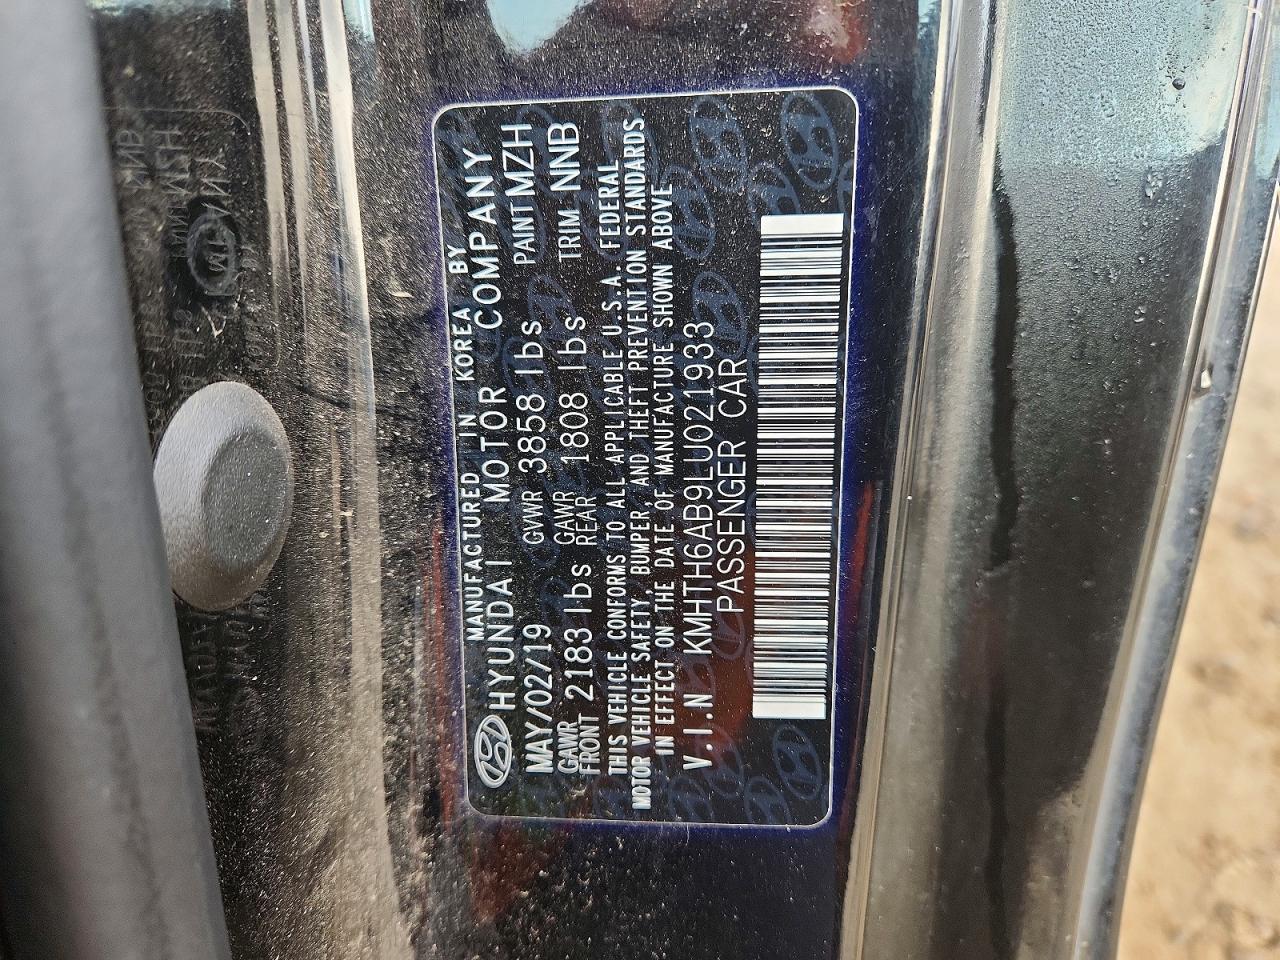 MANUFACTURED IN KOREA BY
HYUNDAI MOTOR COMPANY
MAY/02/19 GVWR 3858 lbs PAINT MZH
GAWR FRONT 2183 lbs GAWR REAR 1808 lbs TRIM NNB
THIS VEHICLE CONFORMS TO ALL APPLICABLE U.S.A. FEDERAL
MOTOR VEHICLE SAFETY, BUMPER, AND THEFT PREVENTION STANDARDS
IN EFFECT ON THE DATE OF MANUFACTURE SHOWN ABOVE
V.I.N KMHTH6AB9LU021933
PASSENGER CAR